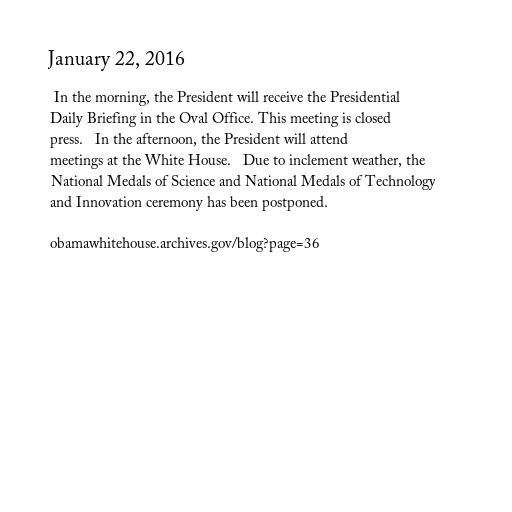 January 22, 2016
In the morning, the President will receive the Presidential
Daily Briefing in the Oval Office. This meeting is closed
press.   In the afternoon, the President will attend
meetings at the White House.   Due to inclement weather, the
National Medals of Science and National Medals of Technology
and Innovation ceremony has been postponed.
obamawhitehouse.archives.gov/blog?page=36